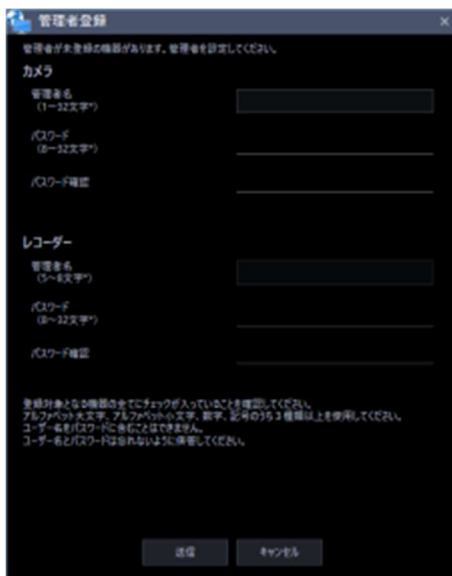 管理者登録
管理者が未登録の機器があります。管理者を設定してください。
カメラ
管理者名
(1～32文字*)
パスワード
(8～32文字*)
パスワード確認
レコーダー
管理者名
(5～8文字*)
パスワード
(8～32文字*)
パスワード確認
登録対象となる機器の全てにチェックが入っていることを確認してください。
アルファベット大文字、アルファベット小文字、数字、記号のうち3種類以上を使用してください。
ユーザー名をパスワードに含むことはできません。
ユーザー名とパスワードは忘れないように保管してください。
送信
キャンセル